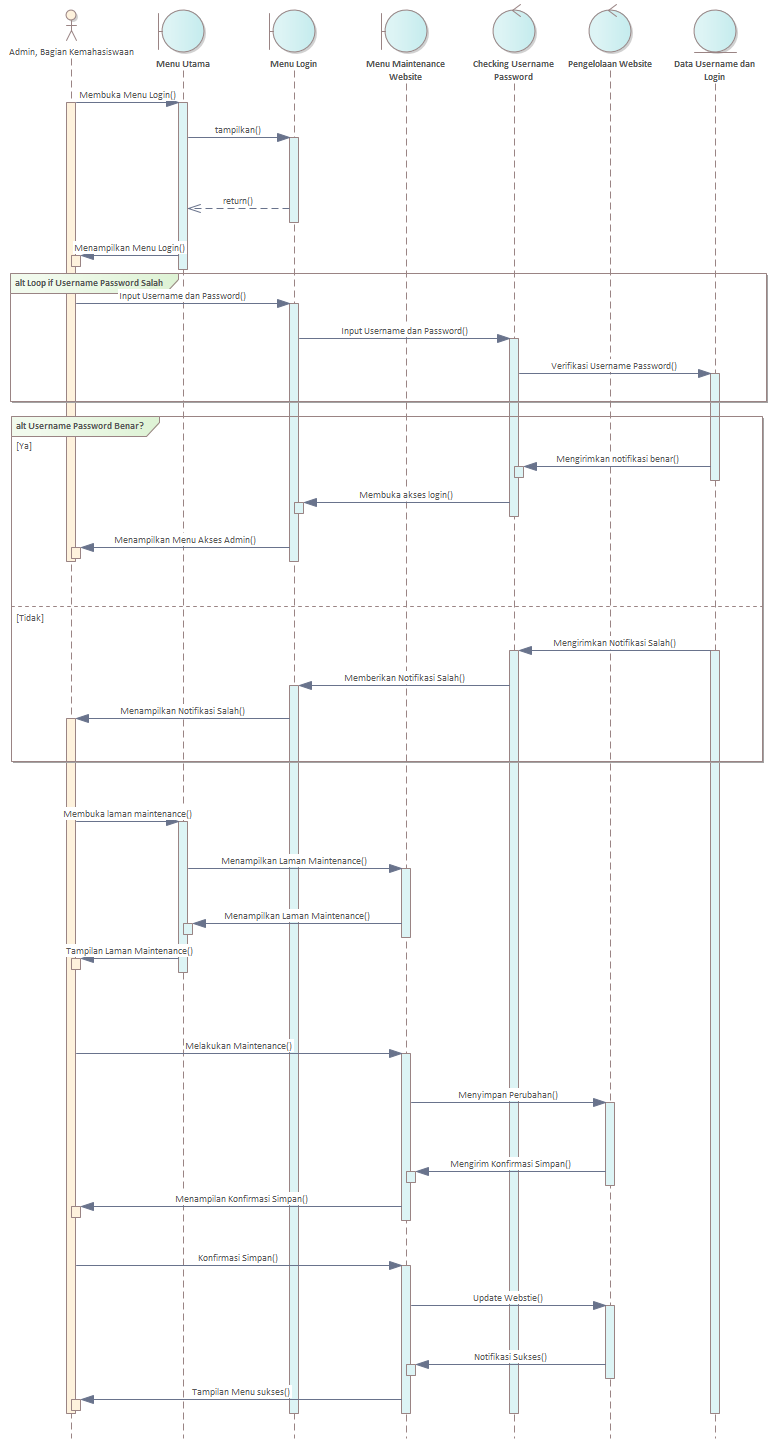 Admin, Bagian Kemahasiswaan
Menu Utama
Menu Login
Menu Maintenance
Website
Checking Username
Password
Pengelolaan Website
Data Username dan
Login
Membuka Menu Login()
tampilkan()
return()
Menampilkan Menu Login()
alt Loop if Username Password Salah
Input Username dan Password()
Input Username dan Password()
Verifikasi Username Password()
alt Username Password Benar?
[Ya]
Mengirimkan notifikasi benar()
Membuka akses login()
Menampilkan Menu Akses Admin()
[Tidak]
Mengirimkan Notifikasi Salah()
Memberikan Notifikasi Salah()
Menampilkan Notifikasi Salah()
Membuka laman maintenance()
Menampilkan Laman Maintenance()
Menampilkan Laman Maintenance()
Tampilan Laman Maintenance()
Melakukan Maintenance()
Menyimpan Perubahan()
Mengirim Konfirmasi Simpan()
Menampilan Konfirmasi Simpan()
Konfirmasi Simpan()
Update Webstie()
Notifikasi Sukses()
Tampilan Menu sukses()